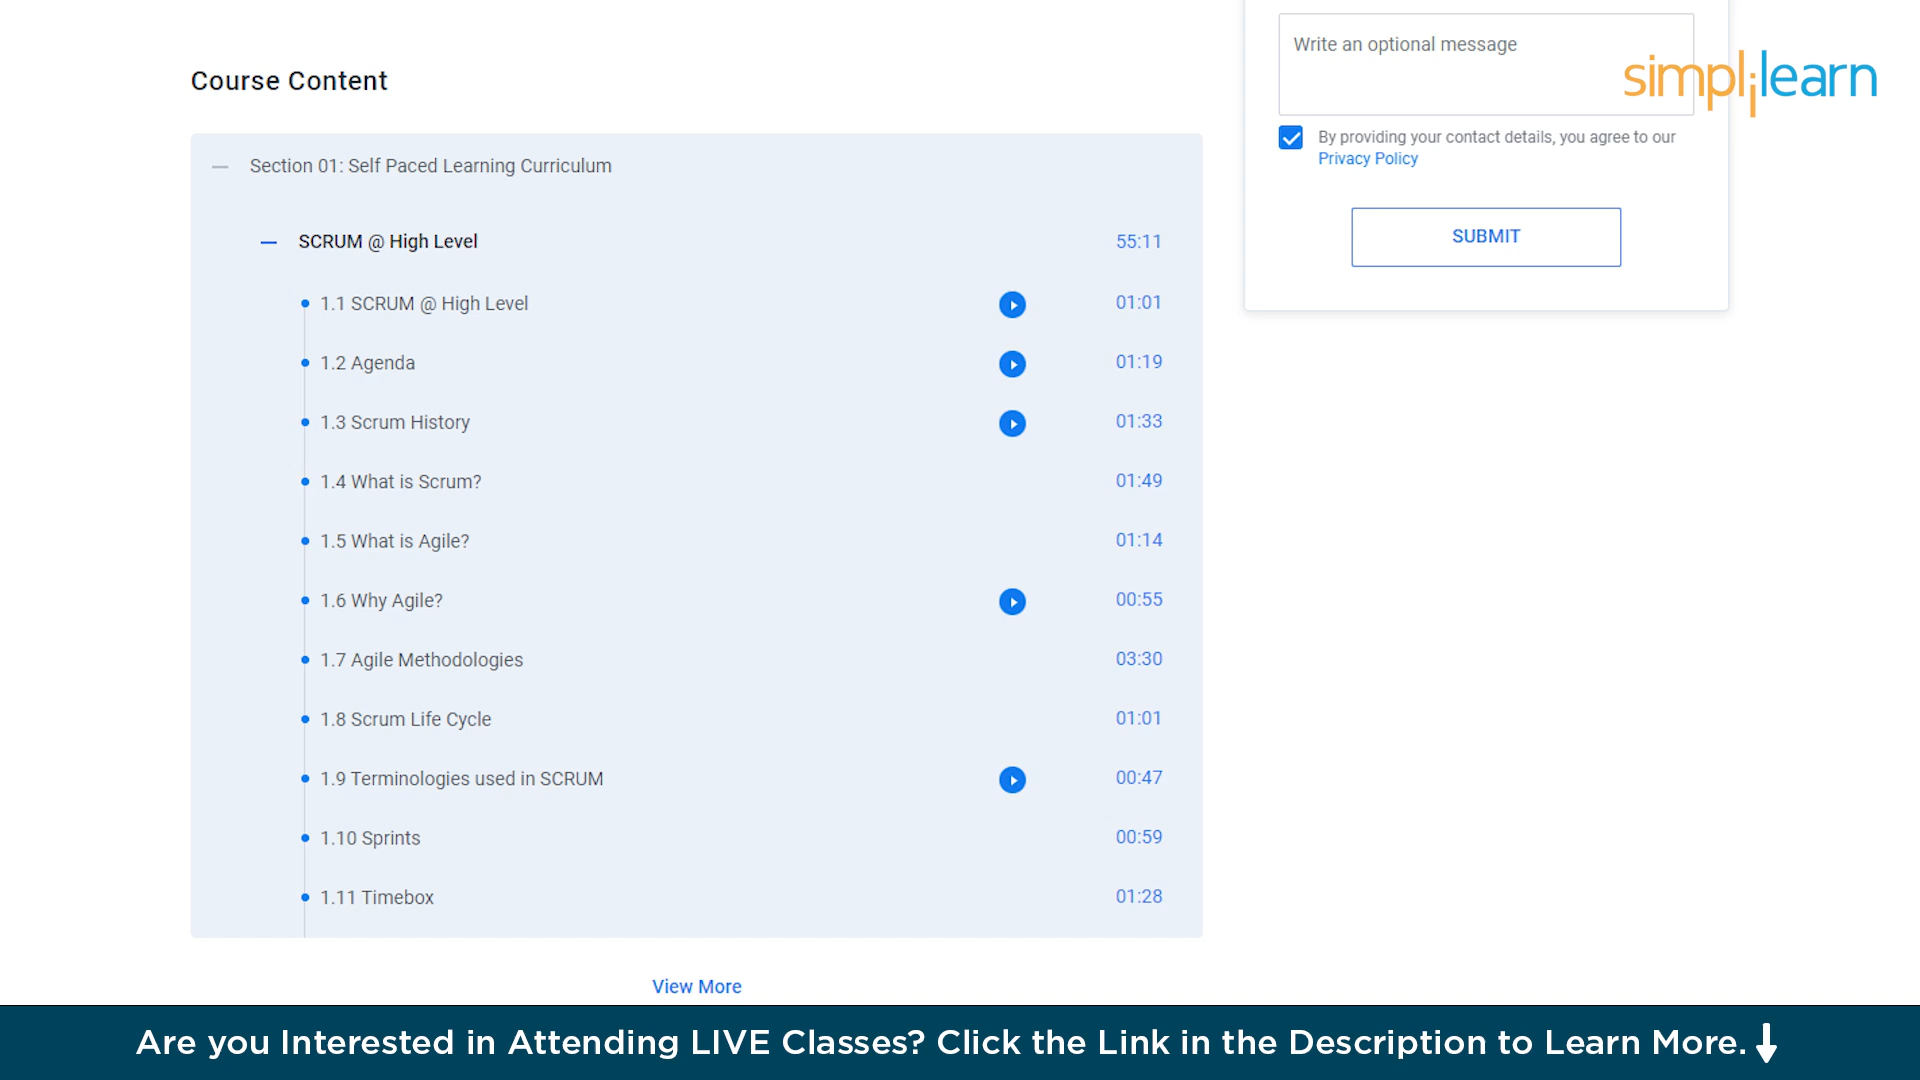 Course Content
Section 01: Self Paced Learning Curriculum
SCRUM @ High Level 55:11
1.1 SCRUM @ High Level 01:01
1.2 Agenda 01:19
1.3 Scrum History 01:33
1.4 What is Scrum? 01:49
1.5 What is Agile? 01:14
1.6 Why Agile? 00:55
1.7 Agile Methodologies 03:30
1.8 Scrum Life Cycle 01:01
1.9 Terminologies used in SCRUM 00:47
1.10 Sprints 00:59
1.11 Timebox 01:28
View More
Write an optional message
simplilearn
By providing your contact details, you agree to our
Privacy Policy
SUBMIT
Are you Interested in Attending LIVE Classes? Click the Link in the Description to Learn More.